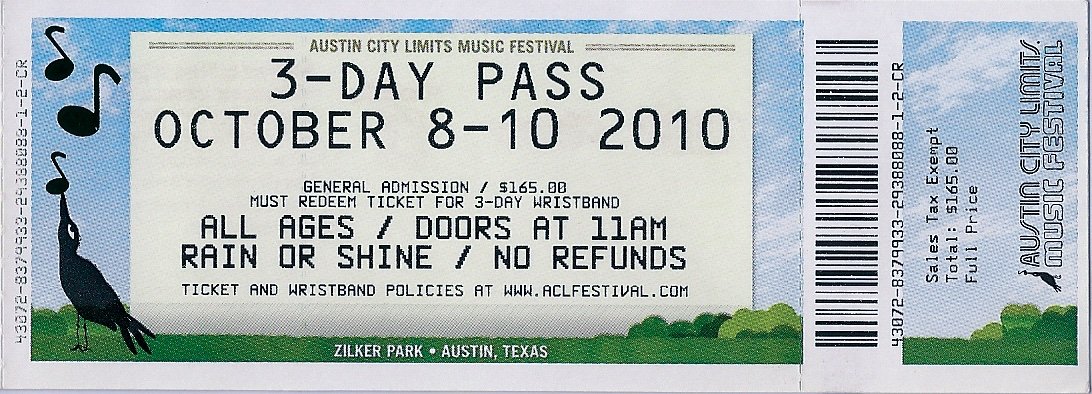 43072-8379933-29388088-1-2-CR
AUSTIN CITY LIMITS MUSIC FESTIVAL
3-DAY PASS
OCTOBER 8-10 2010
GENERAL ADMISSION / $165.00
MUST REDEEM TICKET FOR 3-DAY WRISTBAND
ALL AGES / DOORS AT 11AM
RAIN OR SHINE / NO REFUNDS
TICKET AND WRISTBAND POLICIES AT WWW.ACLFESTIVAL.COM
ZILKER PARK • AUSTIN, TEXAS
43072-8379933-29388088-1-2-CR
Sales Tax Exempt
Total: $165.00
Full Price
AUSTIN CITY LIMITS
MUSIC FESTIVAL